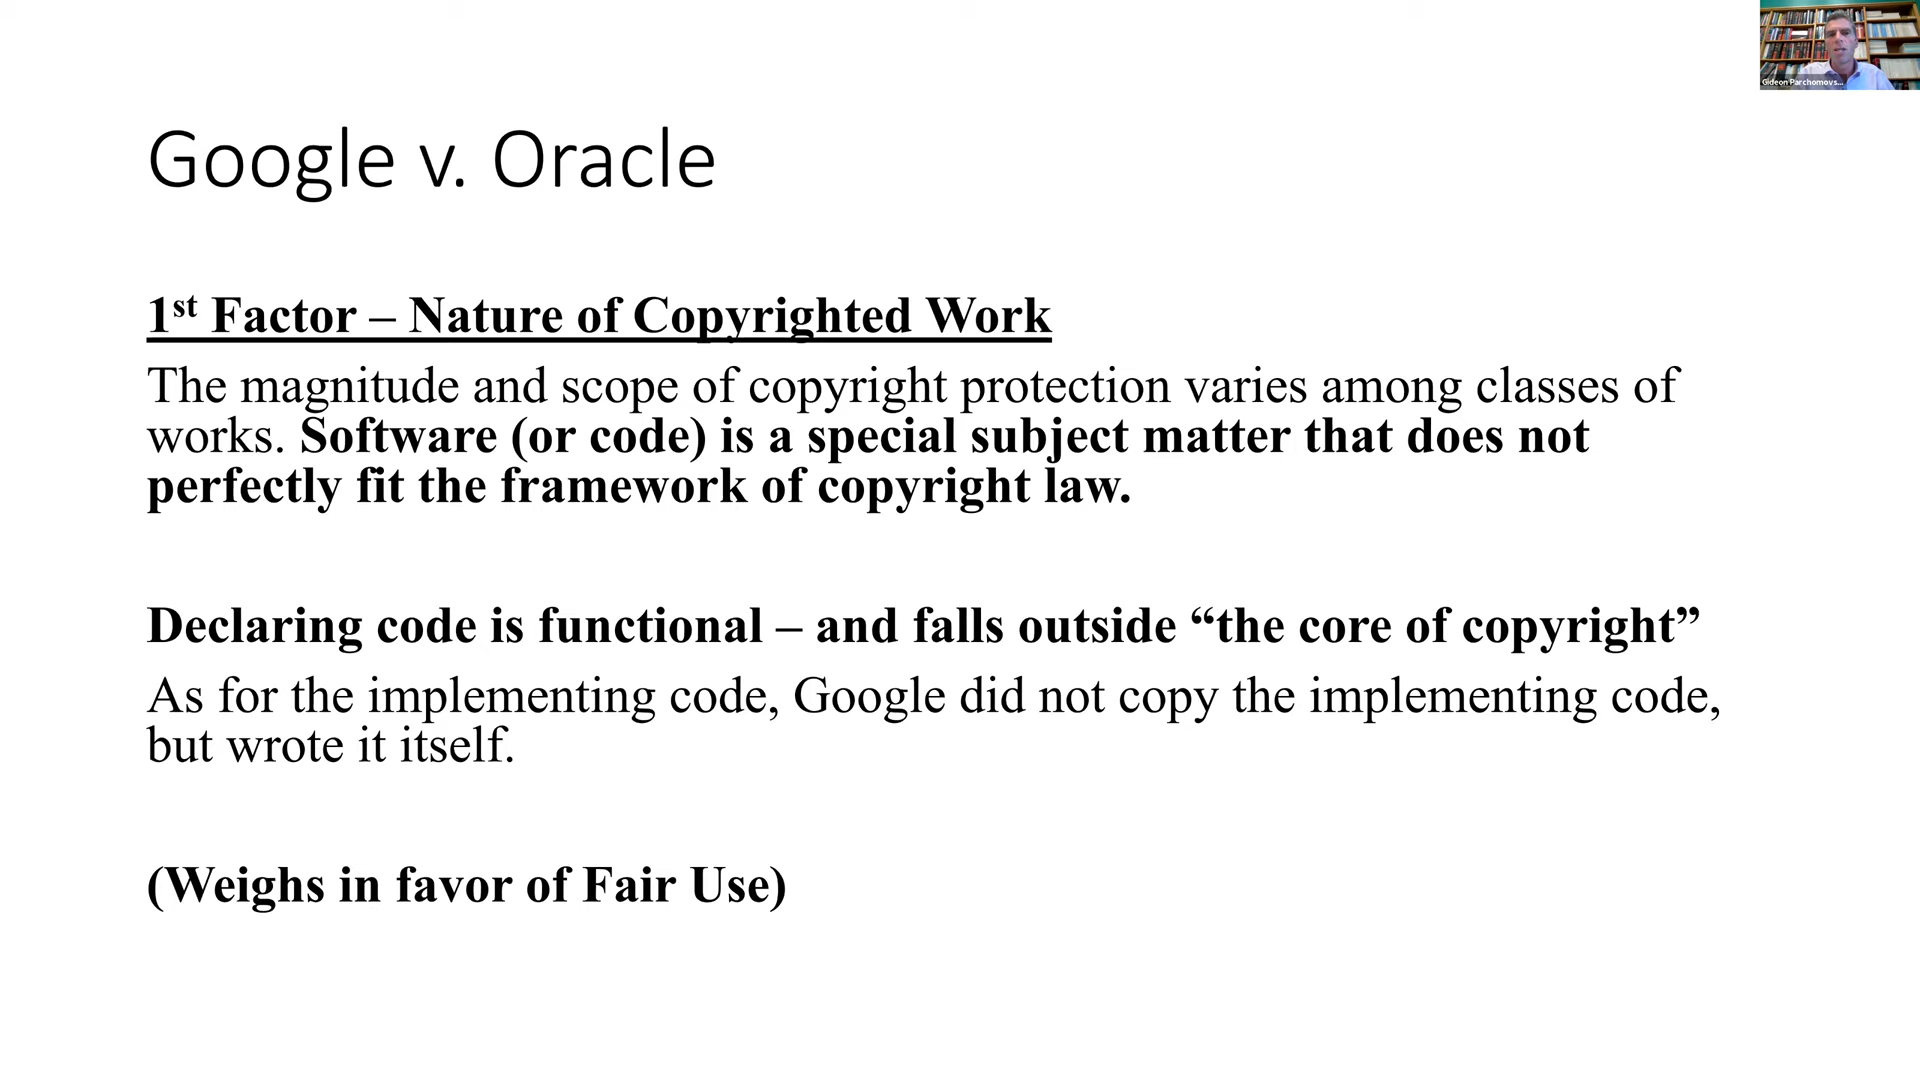 Gideon Parchomovs...
Google v. Oracle
1st Factor – Nature of Copyrighted Work
The magnitude and scope of copyright protection varies among classes of
works. Software (or code) is a special subject matter that does not
perfectly fit the framework of copyright law.
Declaring code is functional – and falls outside “the core of copyright”
As for the implementing code, Google did not copy the implementing code,
but wrote it itself.
(Weighs in favor of Fair Use)